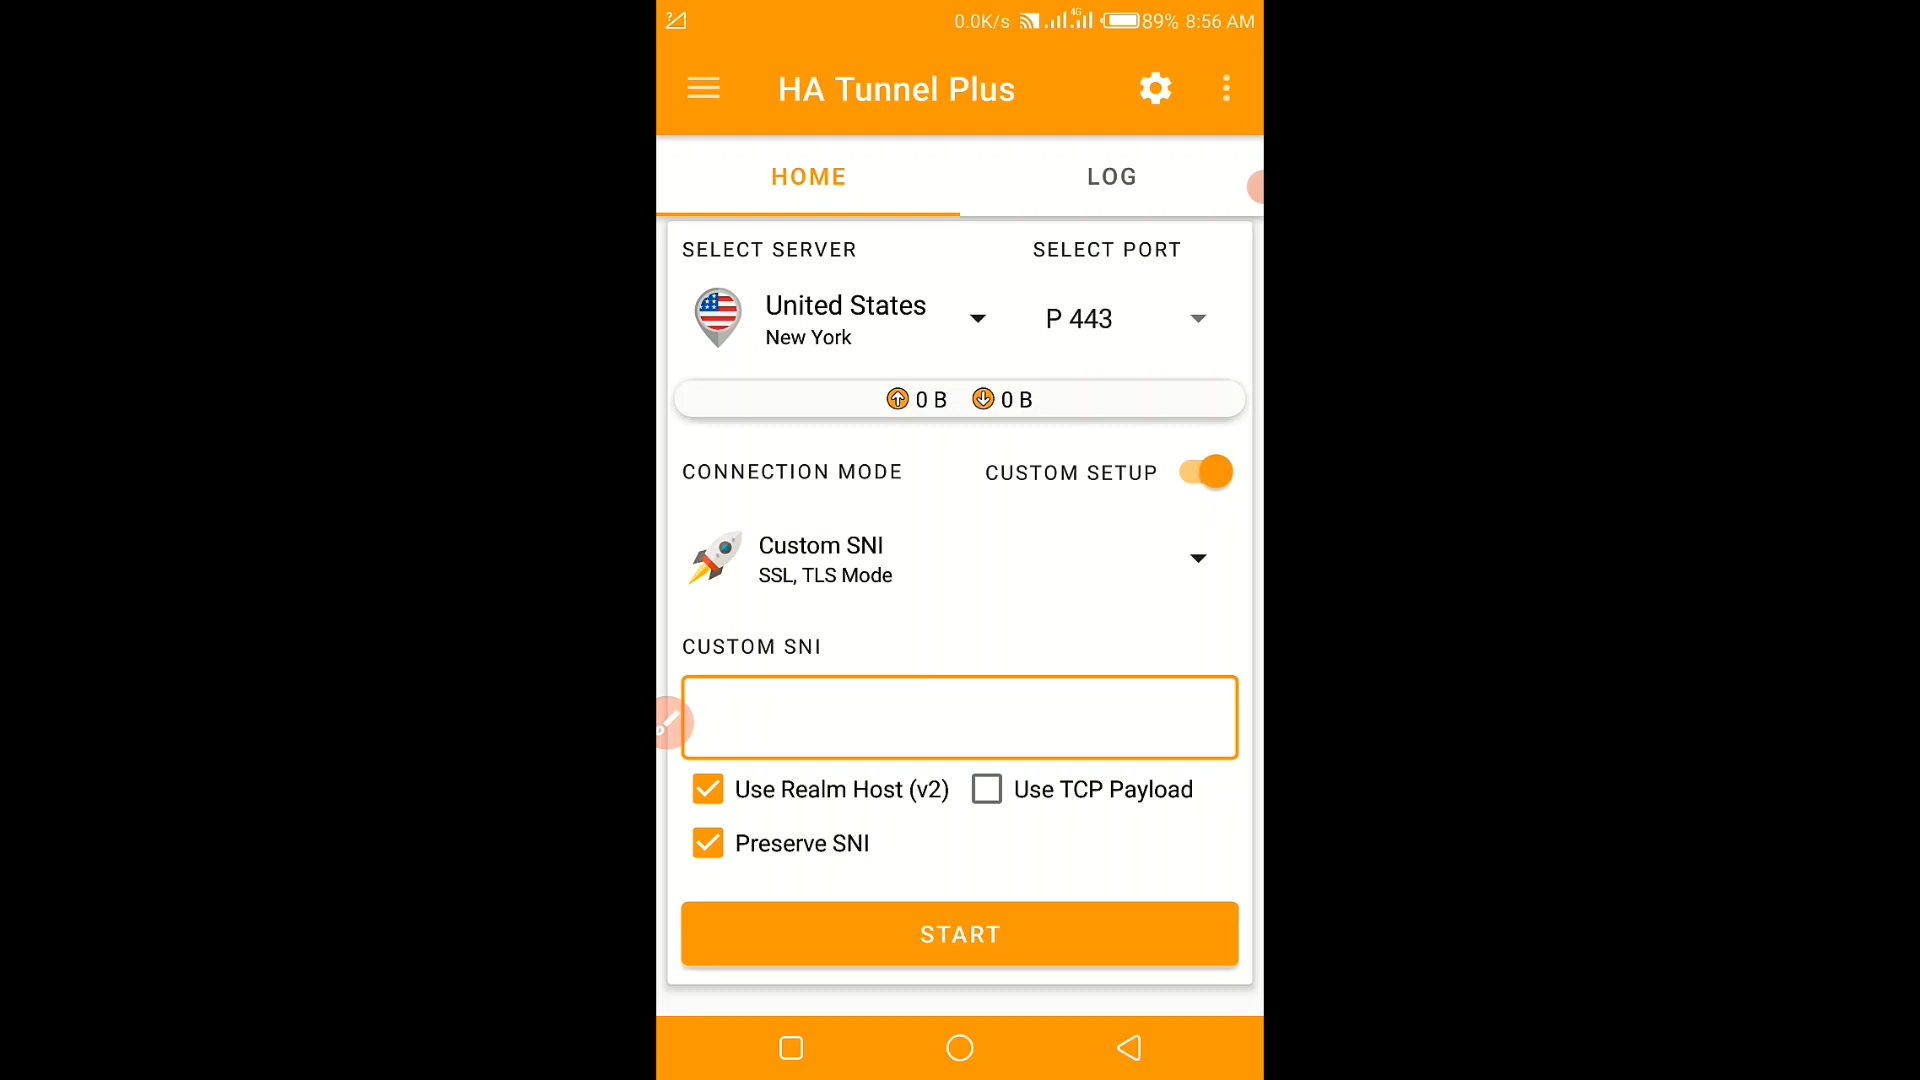 0.0K/s 4G 89% 8:56 AM
HA Tunnel Plus
HOME LOG
SELECT SERVER SELECT PORT
United States
New York
P 443
0 B 0 B
CONNECTION MODE CUSTOM SETUP
Custom SNI
SSL, TLS Mode
CUSTOM SNI
Use Realm Host (v2) Use TCP Payload
Preserve SNI
START